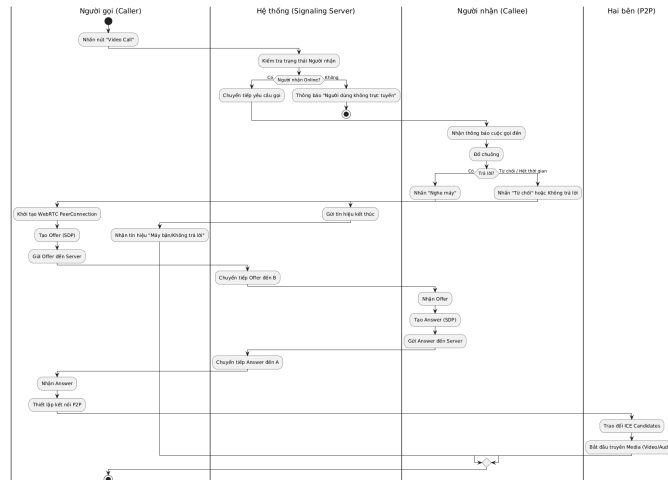 Người gọi (Caller)
Hệ thống (Signaling Server)
Người nhận (Callee)
Hai bên (P2P)
Nhấn nút "Video Call"
Kiểm tra trạng thái Người nhận
Có
Người nhận Online?
Không
Chuyển tiếp yêu cầu gọi
Thông báo "Người dùng không trực tuyến"
Nhận thông báo cuộc gọi đến
Đổ chuông
Có
Trả lời?
Từ chối / Hết thời gian
Nhấn "Nghe máy"
Nhấn "Từ chối" hoặc Không trả lời
Khởi tạo WebRTC PeerConnection
Gửi tín hiệu kết thúc
Tạo Offer (SDP)
Nhận tín hiệu "Máy bận/Không trả lời"
Gửi Offer đến Server
Chuyển tiếp Offer đến B
Nhận Offer
Tạo Answer (SDP)
Gửi Answer đến Server
Chuyển tiếp Answer đến A
Nhận Answer
Thiết lập kết nối P2P
Trao đổi ICE Candidates
Bắt đầu truyền Media (Video/Aud